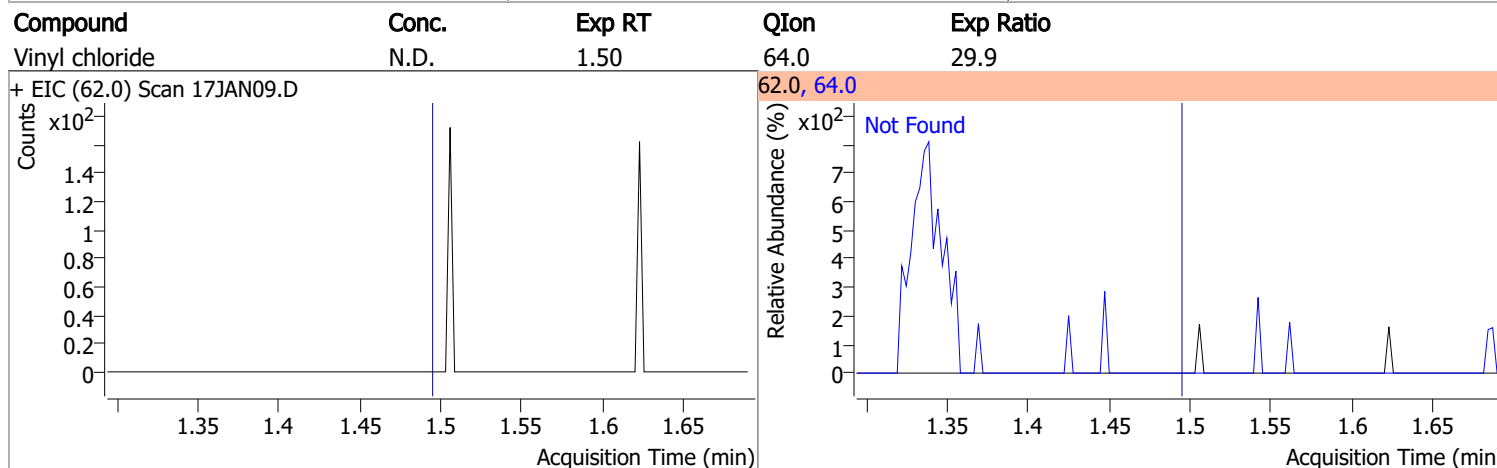 Compound Conc. Exp RT QIon Exp Ratio
Vinyl chloride N.D. 1.50 64.0 29.9
+ EIC (62.0) Scan 17JAN09.D
Counts
x10²
1.4
1.2
1
0.8
0.6
0.4
0.2
0
1.35 1.4 1.45 1.5 1.55 1.6 1.65
Acquisition Time (min)
62.0, 64.0
Relative Abundance (%)
x10²
Not Found
7
6
5
4
3
2
1
0
1.35 1.4 1.45 1.5 1.55 1.6 1.65
Acquisition Time (min